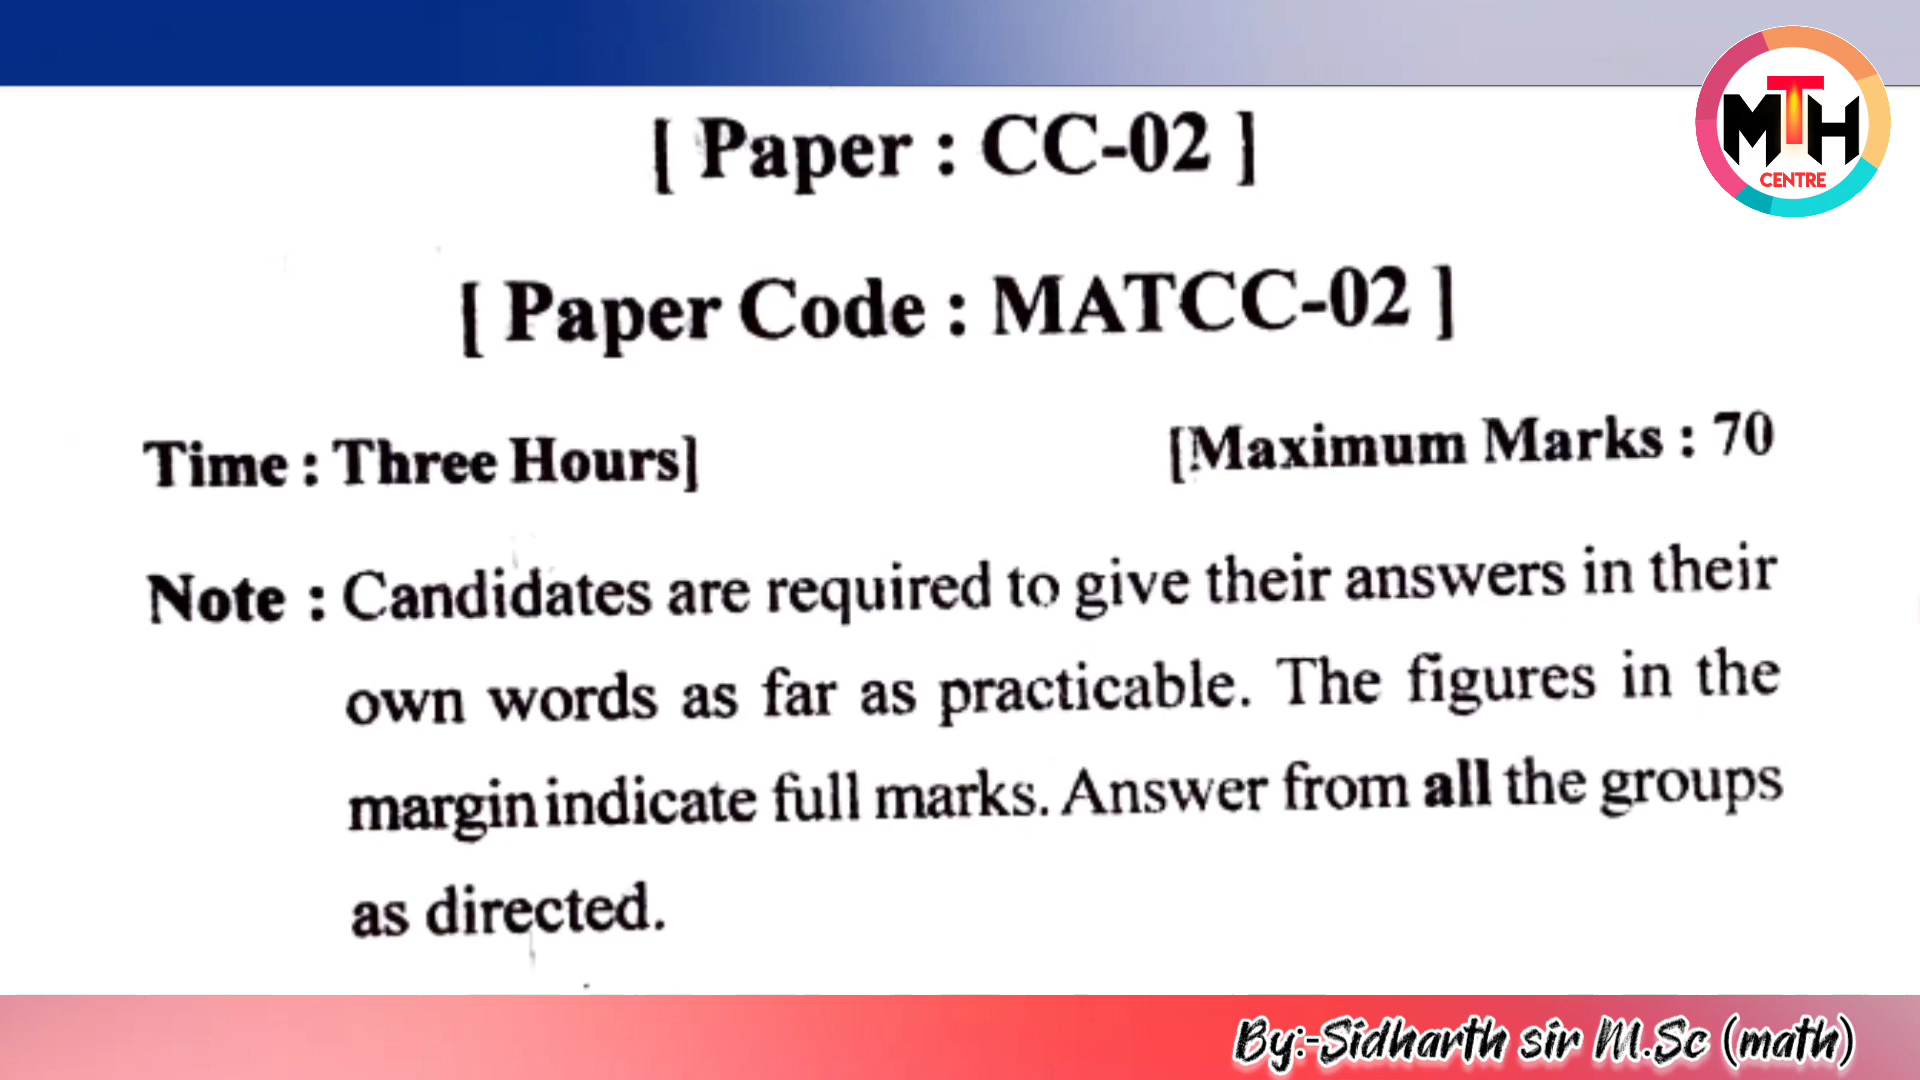 MTH
CENTRE
[ Paper : CC-02 ]
[ Paper Code : MATCC-02 ]
Time : Three Hours] [Maximum Marks : 70
Note : Candidates are required to give their answers in their
own words as far as practicable. The figures in the
margin indicate full marks. Answer from all the groups
as directed.
By:-Sidharth sir M.Sc (math)